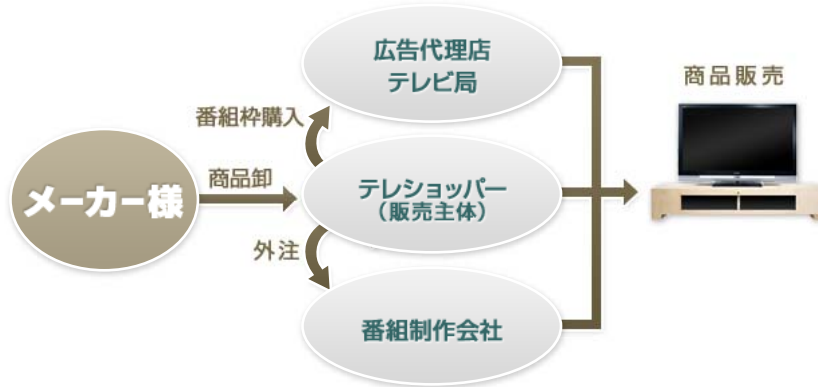 広告代理店
テレビ局
商品販売
番組枠購入
メーカー様
商品卸
テレショッパー
(販売主体)
外注
番組制作会社